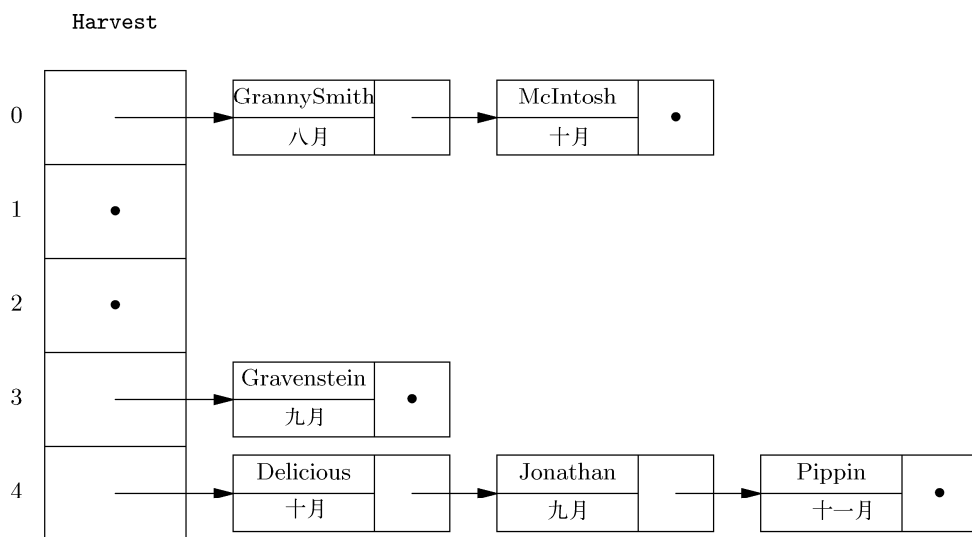 Harvest
0
GrannySmith
八月
McIntosh
十月
1
2
3
Gravenstein
九月
4
Delicious
十月
Jonathan
九月
Pippin
十一月